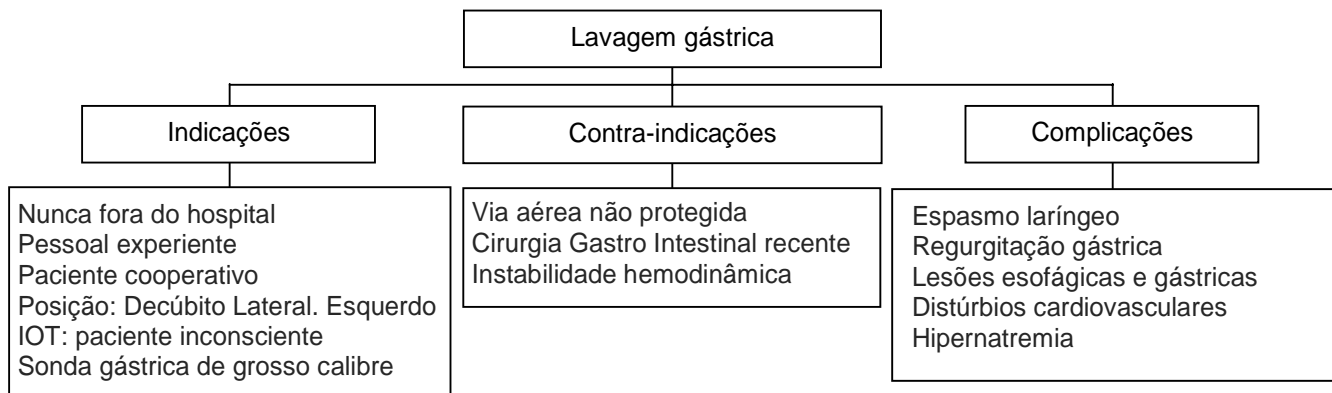 Lavagem gástrica
Indicações
Nunca fora do hospital
Pessoal experiente
Paciente cooperativo
Posição: Decúbito Lateral. Esquerdo
IOT: paciente inconsciente
Sonda gástrica de grosso calibre
Contra-indicações
Via aérea não protegida
Cirurgia Gastro Intestinal recente
Instabilidade hemodinâmica
Complicações
Espasmo laríngeo
Regurgitação gástrica
Lesões esofágicas e gástricas
Distúrbios cardiovasculares
Hipernatremia